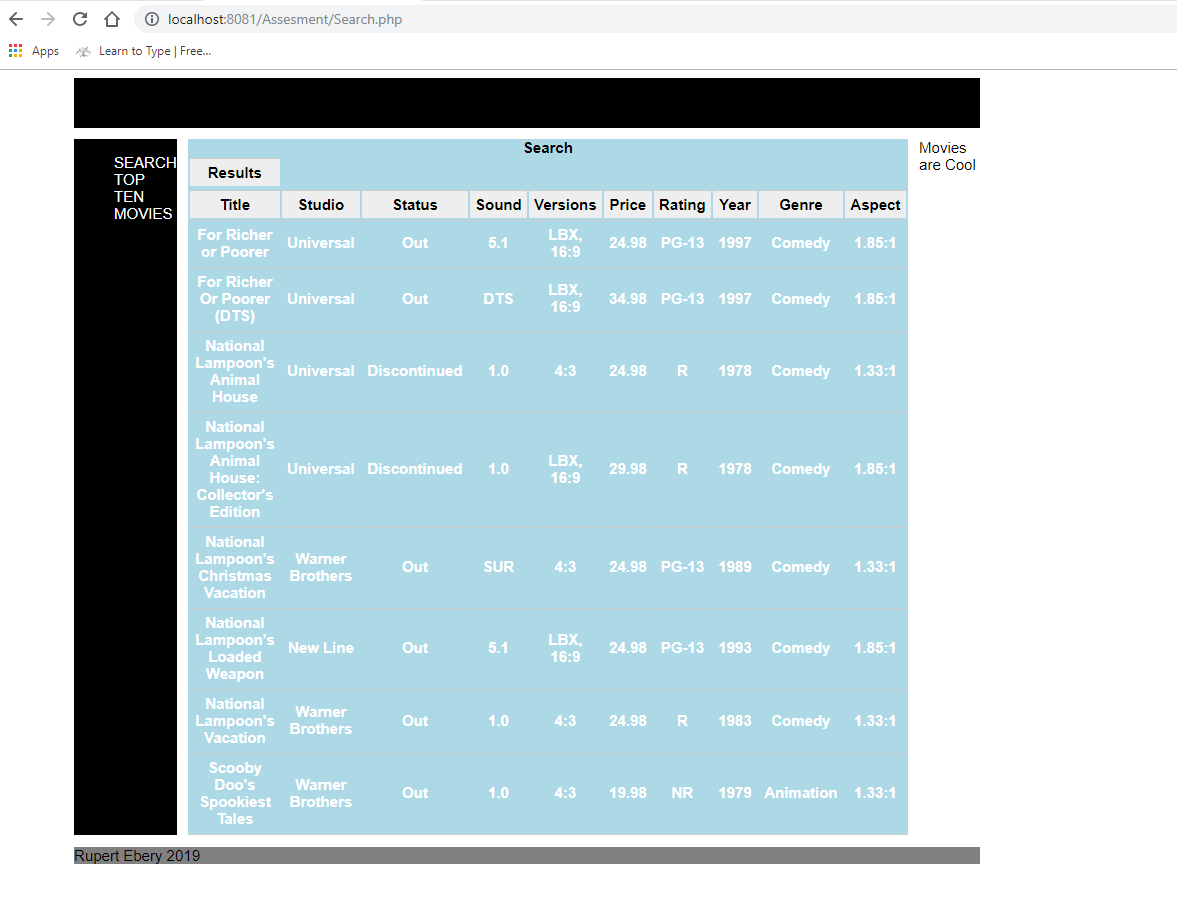 localhost:8081/Assesment/Search.php
Apps Learn to Type | Free...
SEARCH
TOP
TEN
MOVIES
Search
Results
Title Studio Status Sound Versions Price Rating Year Genre Aspect
For Richer
or Poorer Universal Out 5.1 LBX,
16:9 24.98 PG-13 1997 Comedy 1.85:1
For Richer
Or Poorer
(DTS) Universal Out DTS LBX,
16:9 34.98 PG-13 1997 Comedy 1.85:1
National
Lampoon's
Animal
House Universal Discontinued 1.0 4:3 24.98 R 1978 Comedy 1.33:1
National
Lampoon's
Animal
House:
Collector's
Edition Universal Discontinued 1.0 LBX,
16:9 29.98 R 1978 Comedy 1.85:1
National
Lampoon's
Christmas
Vacation Warner
Brothers Out SUR 4:3 24.98 PG-13 1989 Comedy 1.33:1
National
Lampoon's
Loaded
Weapon New Line Out 5.1 LBX,
16:9 24.98 PG-13 1993 Comedy 1.85:1
National
Lampoon's
Vacation Warner
Brothers Out 1.0 4:3 24.98 R 1983 Comedy 1.33:1
Scooby
Doo's
Spookiest
Tales Warner
Brothers Out 1.0 4:3 19.98 NR 1979 Animation 1.33:1
Movies
are Cool
Rupert Ebery 2019